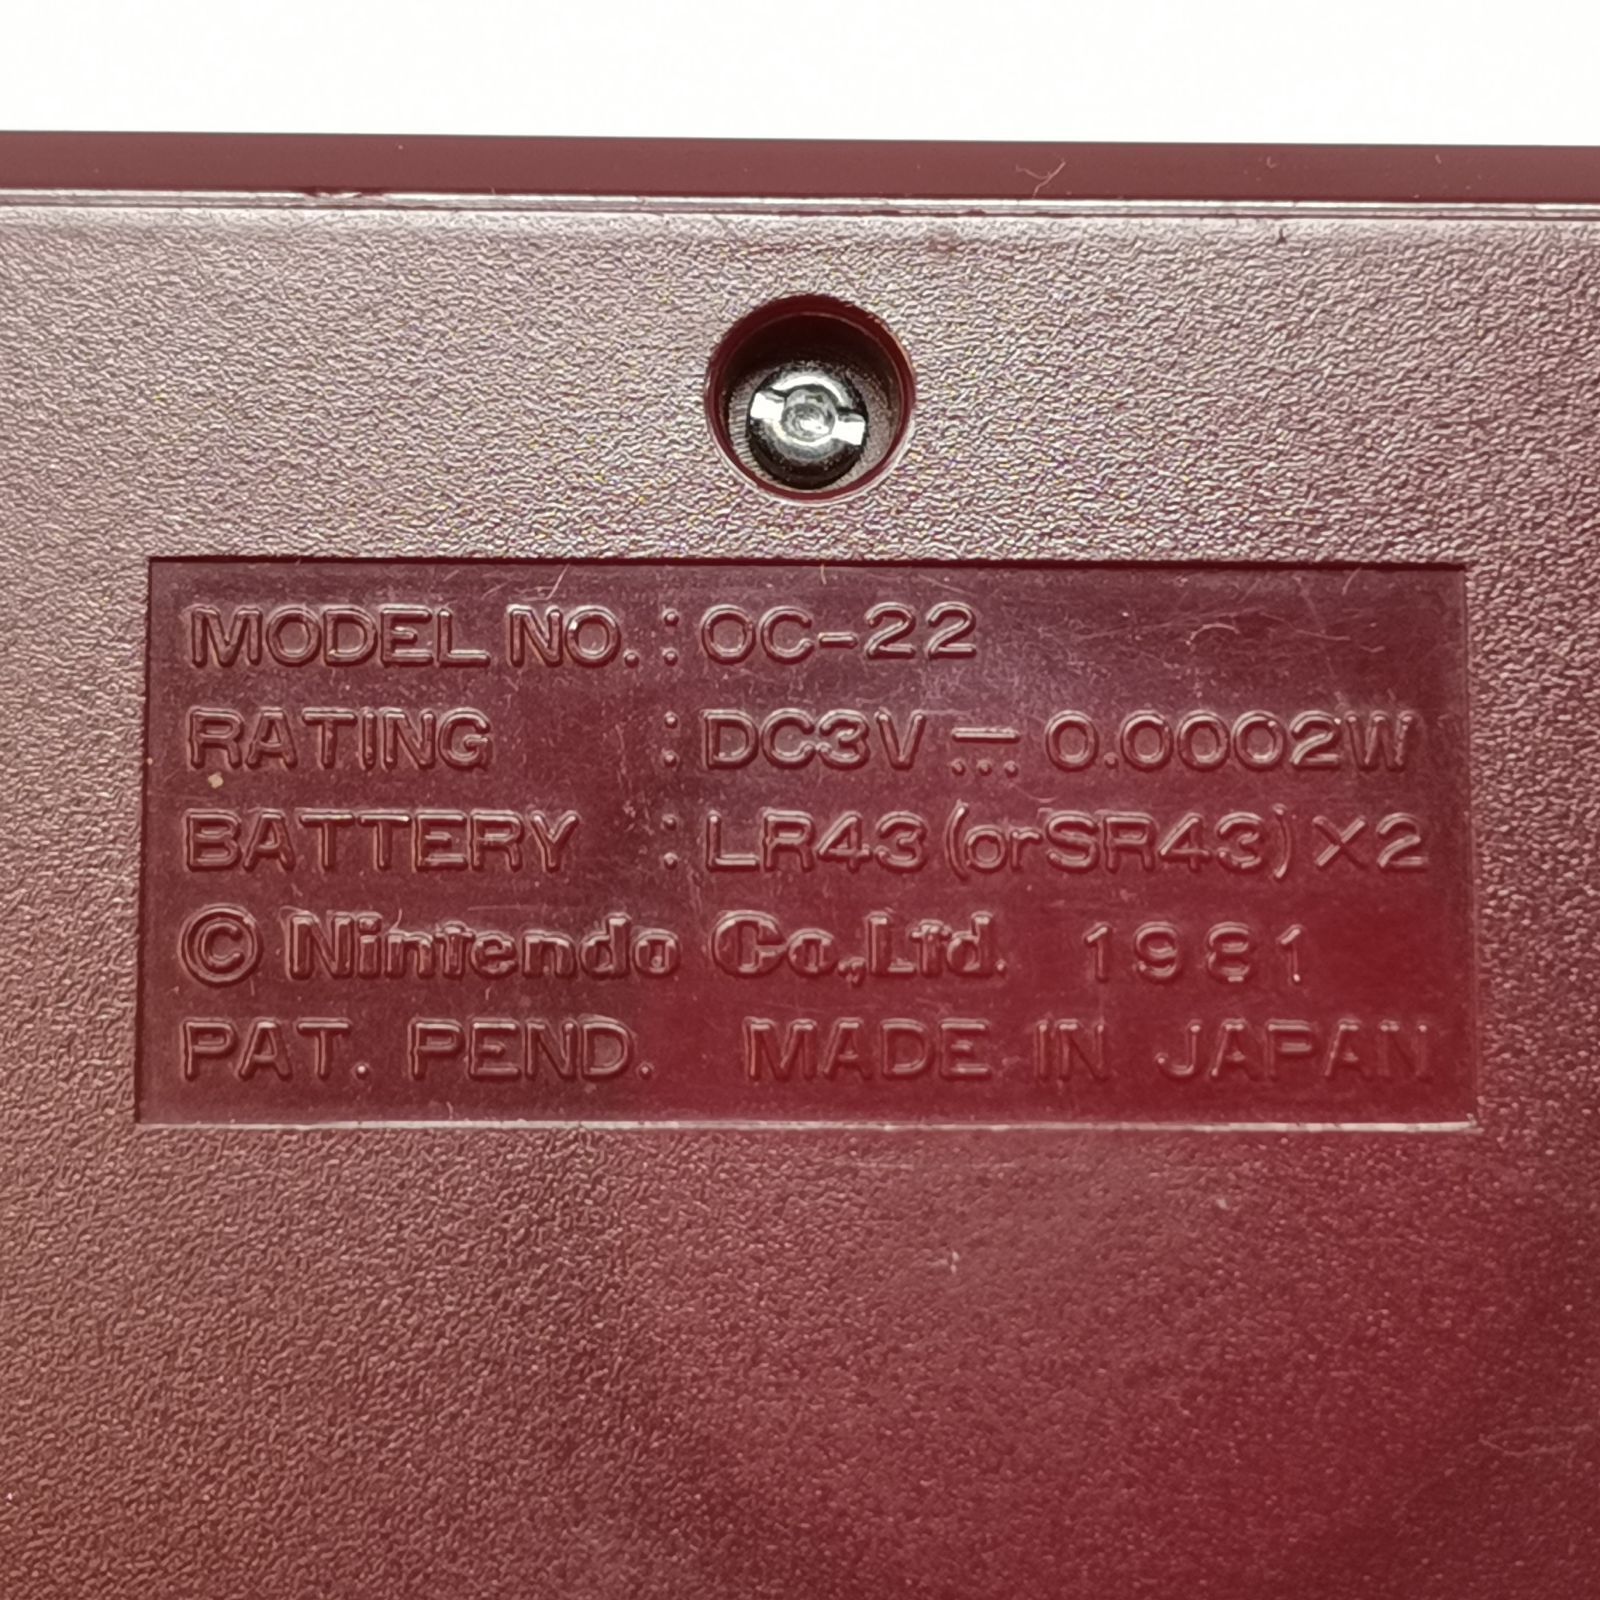 MODEL NO. : OC-22
RATING : DC3V ⎓ 0.0002W
BATTERY : LR43 (or SR43) ×2
© Nintendo Co., Ltd. 1981
PAT. PEND. MADE IN JAPAN